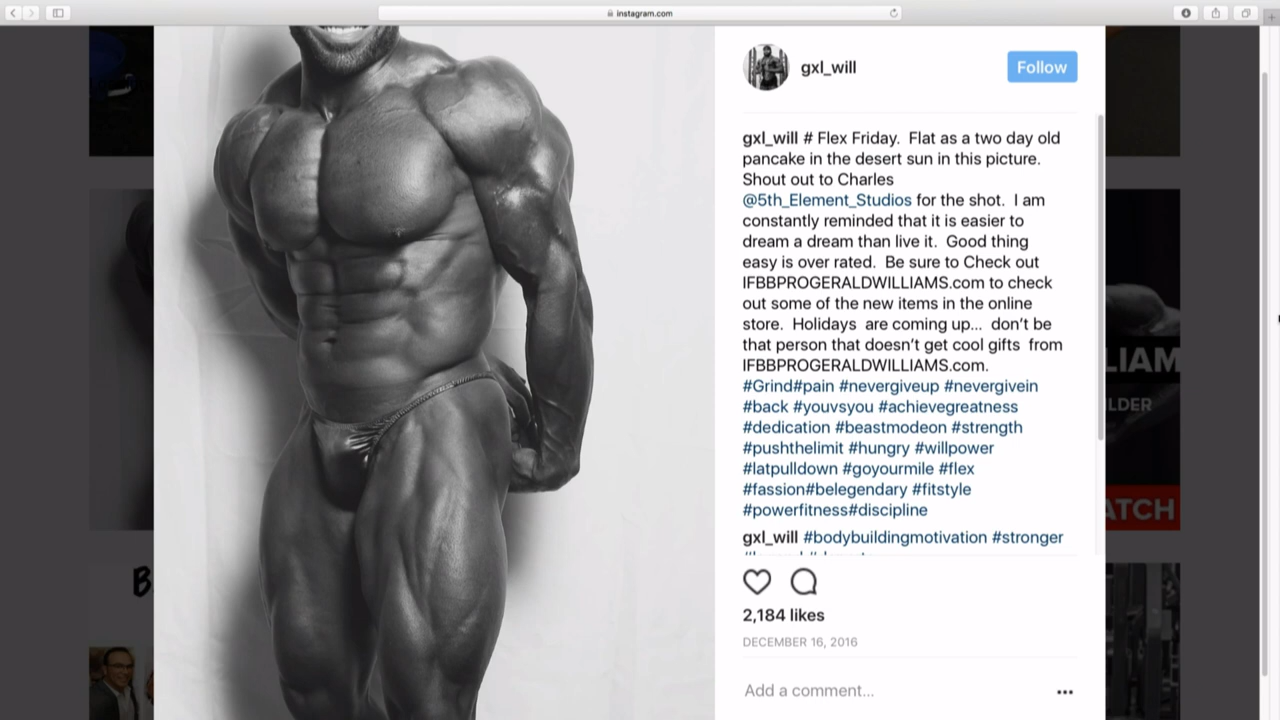 instagram.com
gxl_will
Follow
gxl_will # Flex Friday. Flat as a two day old
pancake in the desert sun in this picture.
Shout out to Charles
@5th_Element_Studios for the shot. I am
constantly reminded that it is easier to
dream a dream than live it. Good thing
easy is over rated. Be sure to Check out
IFBBPROGERALDWILLIAMS.com to check
out some of the new items in the online
store. Holidays are coming up... don't be
that person that doesn't get cool gifts from
IFBBPROGERALDWILLIAMS.com.
#Grind#pain #nevergiveup #nevergivein
#back #youvsyou #achievegreatness
#dedication #beastmodeon #strength
#pushthelimit #hungry #willpower
#latpulldown #goyourmile #flex
#fassion#belegendary #fitstyle
#powerfitness#discipline
gxl_will #bodybuildingmotivation #stronger
2,184 likes
DECEMBER 16, 2016
Add a comment...
LIAM
LDER
ATCH
B